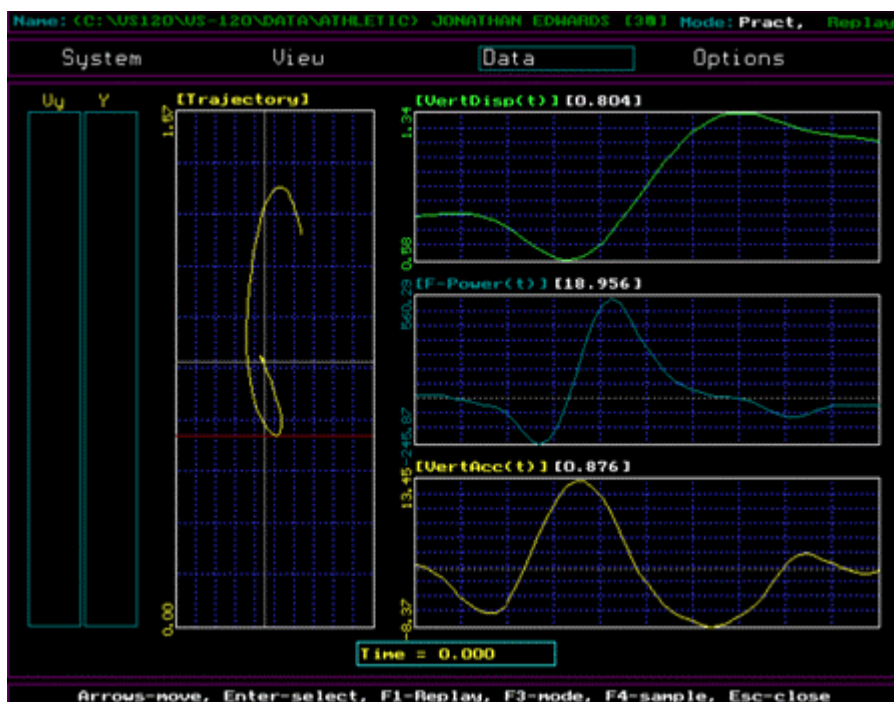 Name: (C:\VS120\VS-120\DATA\ATHLETIC) JONATHAN EDWARDS Mode: Pract, Replay
System View Data Options
Vy Y [Trajectory] [VertDisp(t)] [0.804]
1.57
1.34
0.58
[F-Power(t)] [18.956]
560.29
-246.87
[VertAcc(t)] [0.876]
13.45
-8.37
0.00
Time = 0.000
Arrows-move, Enter-select, F1-Replay, F3-mode, F4-sample, Esc-close